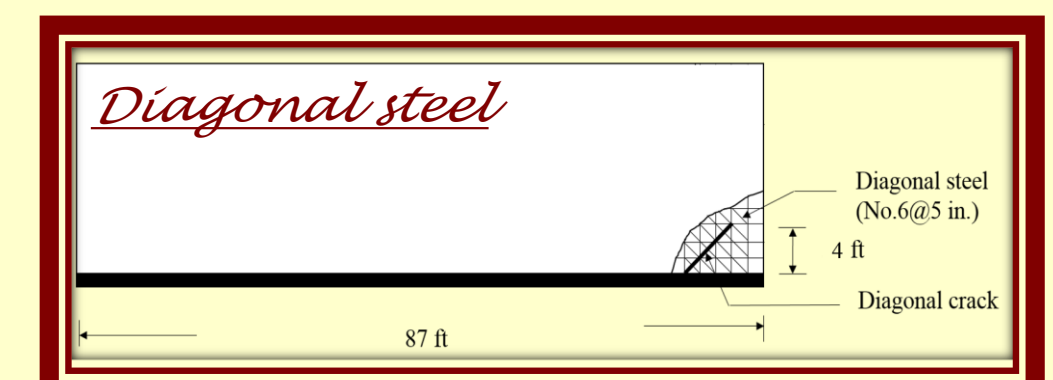 Diagonal steel
Diagonal steel
(No.6@5 in.)
4 ft
Diagonal crack
87 ft